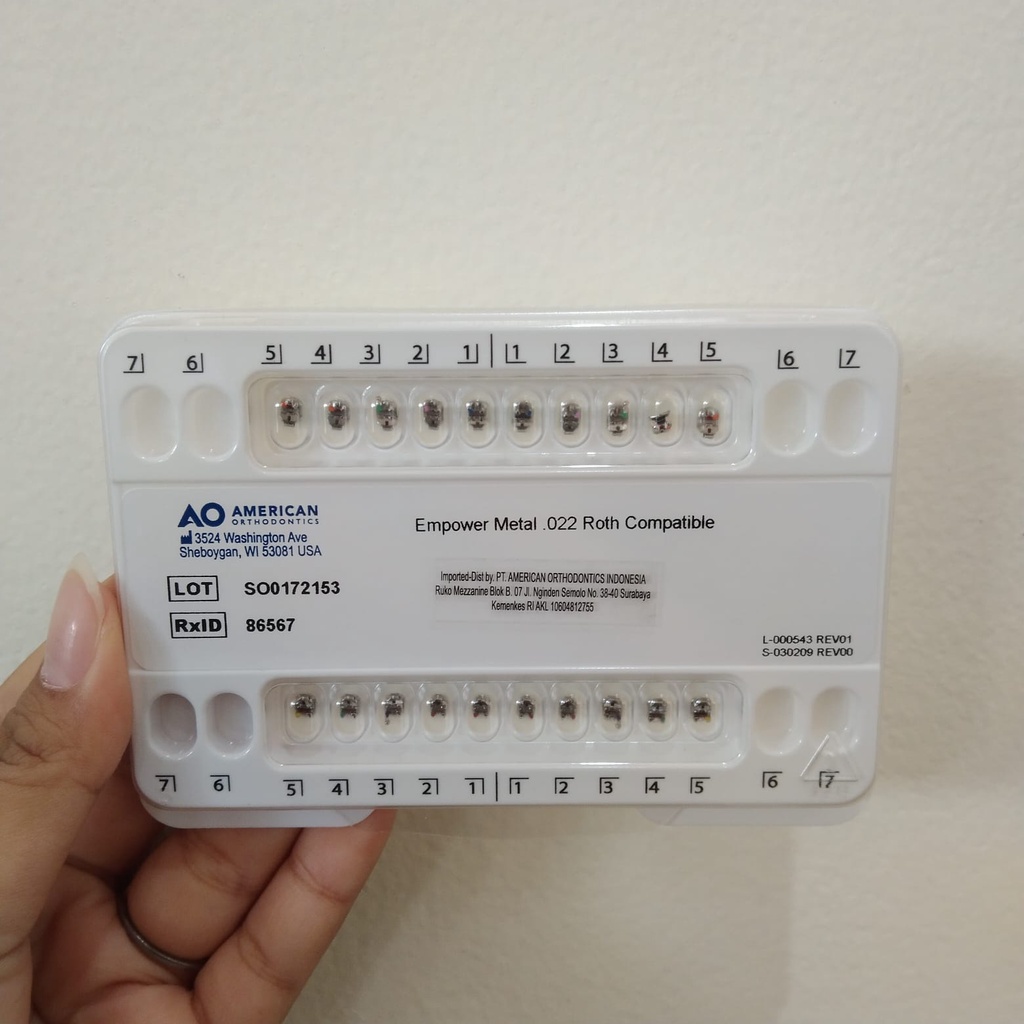 7 6 5 4 3 2 1 | 1 2 3 4 5 6 7
AO AMERICAN
ORTHODONTICS
3524 Washington Ave
Sheboygan, WI 53081 USA
LOT SO0172153
RxID 86567
Empower Metal .022 Roth Compatible
Imported-Dist by. PT. AMERICAN ORTHODONTICS INDONESIA
Ruko Mezzanine Blok B. 07 Jl. Nginden Semolo No. 38-40 Surabaya
Kemenkes RI AKL 10604812755
L-000543 REV01
S-030209 REV00
7 6 5 4 3 2 1 | 1 2 3 4 5 6 7